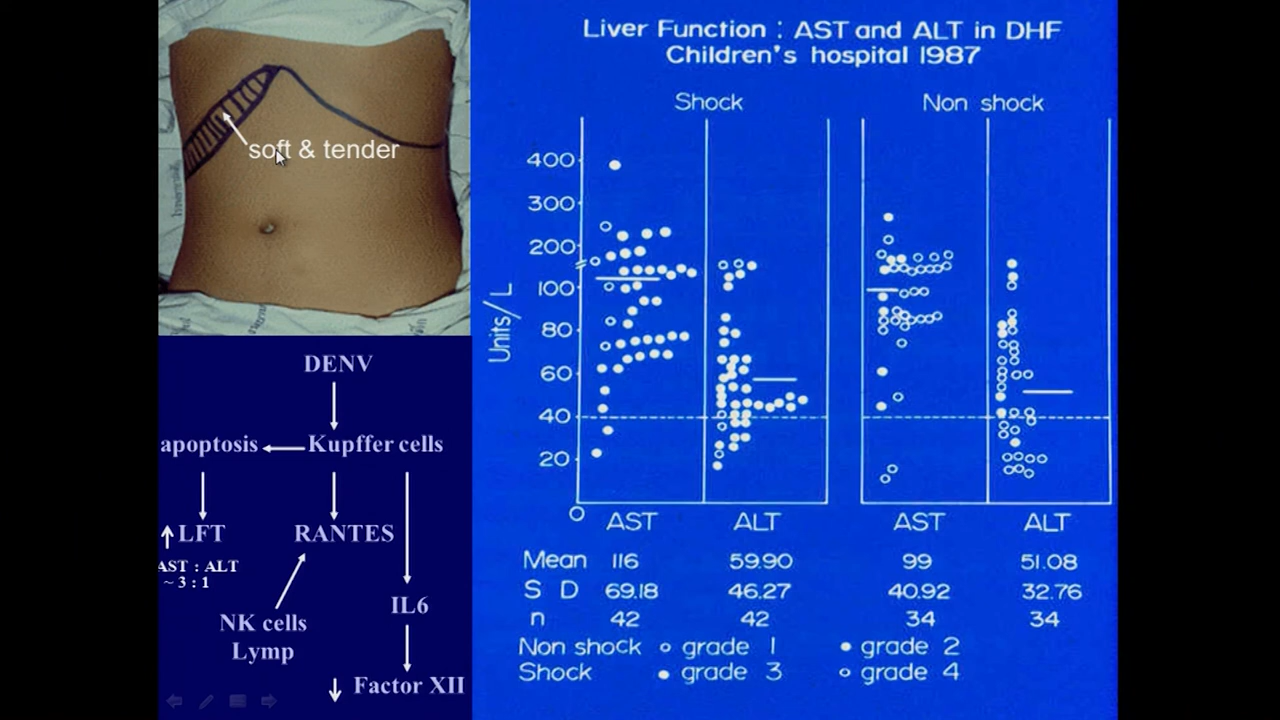 soft & tender
DENV
apoptosis
Kupffer cells
LFT
RANTES
AST : ALT
~ 3 : 1
IL6
NK cells
Lymp
Factor XII
Liver Function : AST and ALT in DHF
Children's hospital 1987
Shock
Non shock
Units/L
400
300
200
100
80
60
40
20
0
AST
ALT
AST
ALT
Mean 116 59.90 99 51.08
S D 69.18 46.27 40.92 32.76
n 42 42 34 34
Non shock grade 1 grade 2
Shock grade 3 grade 4